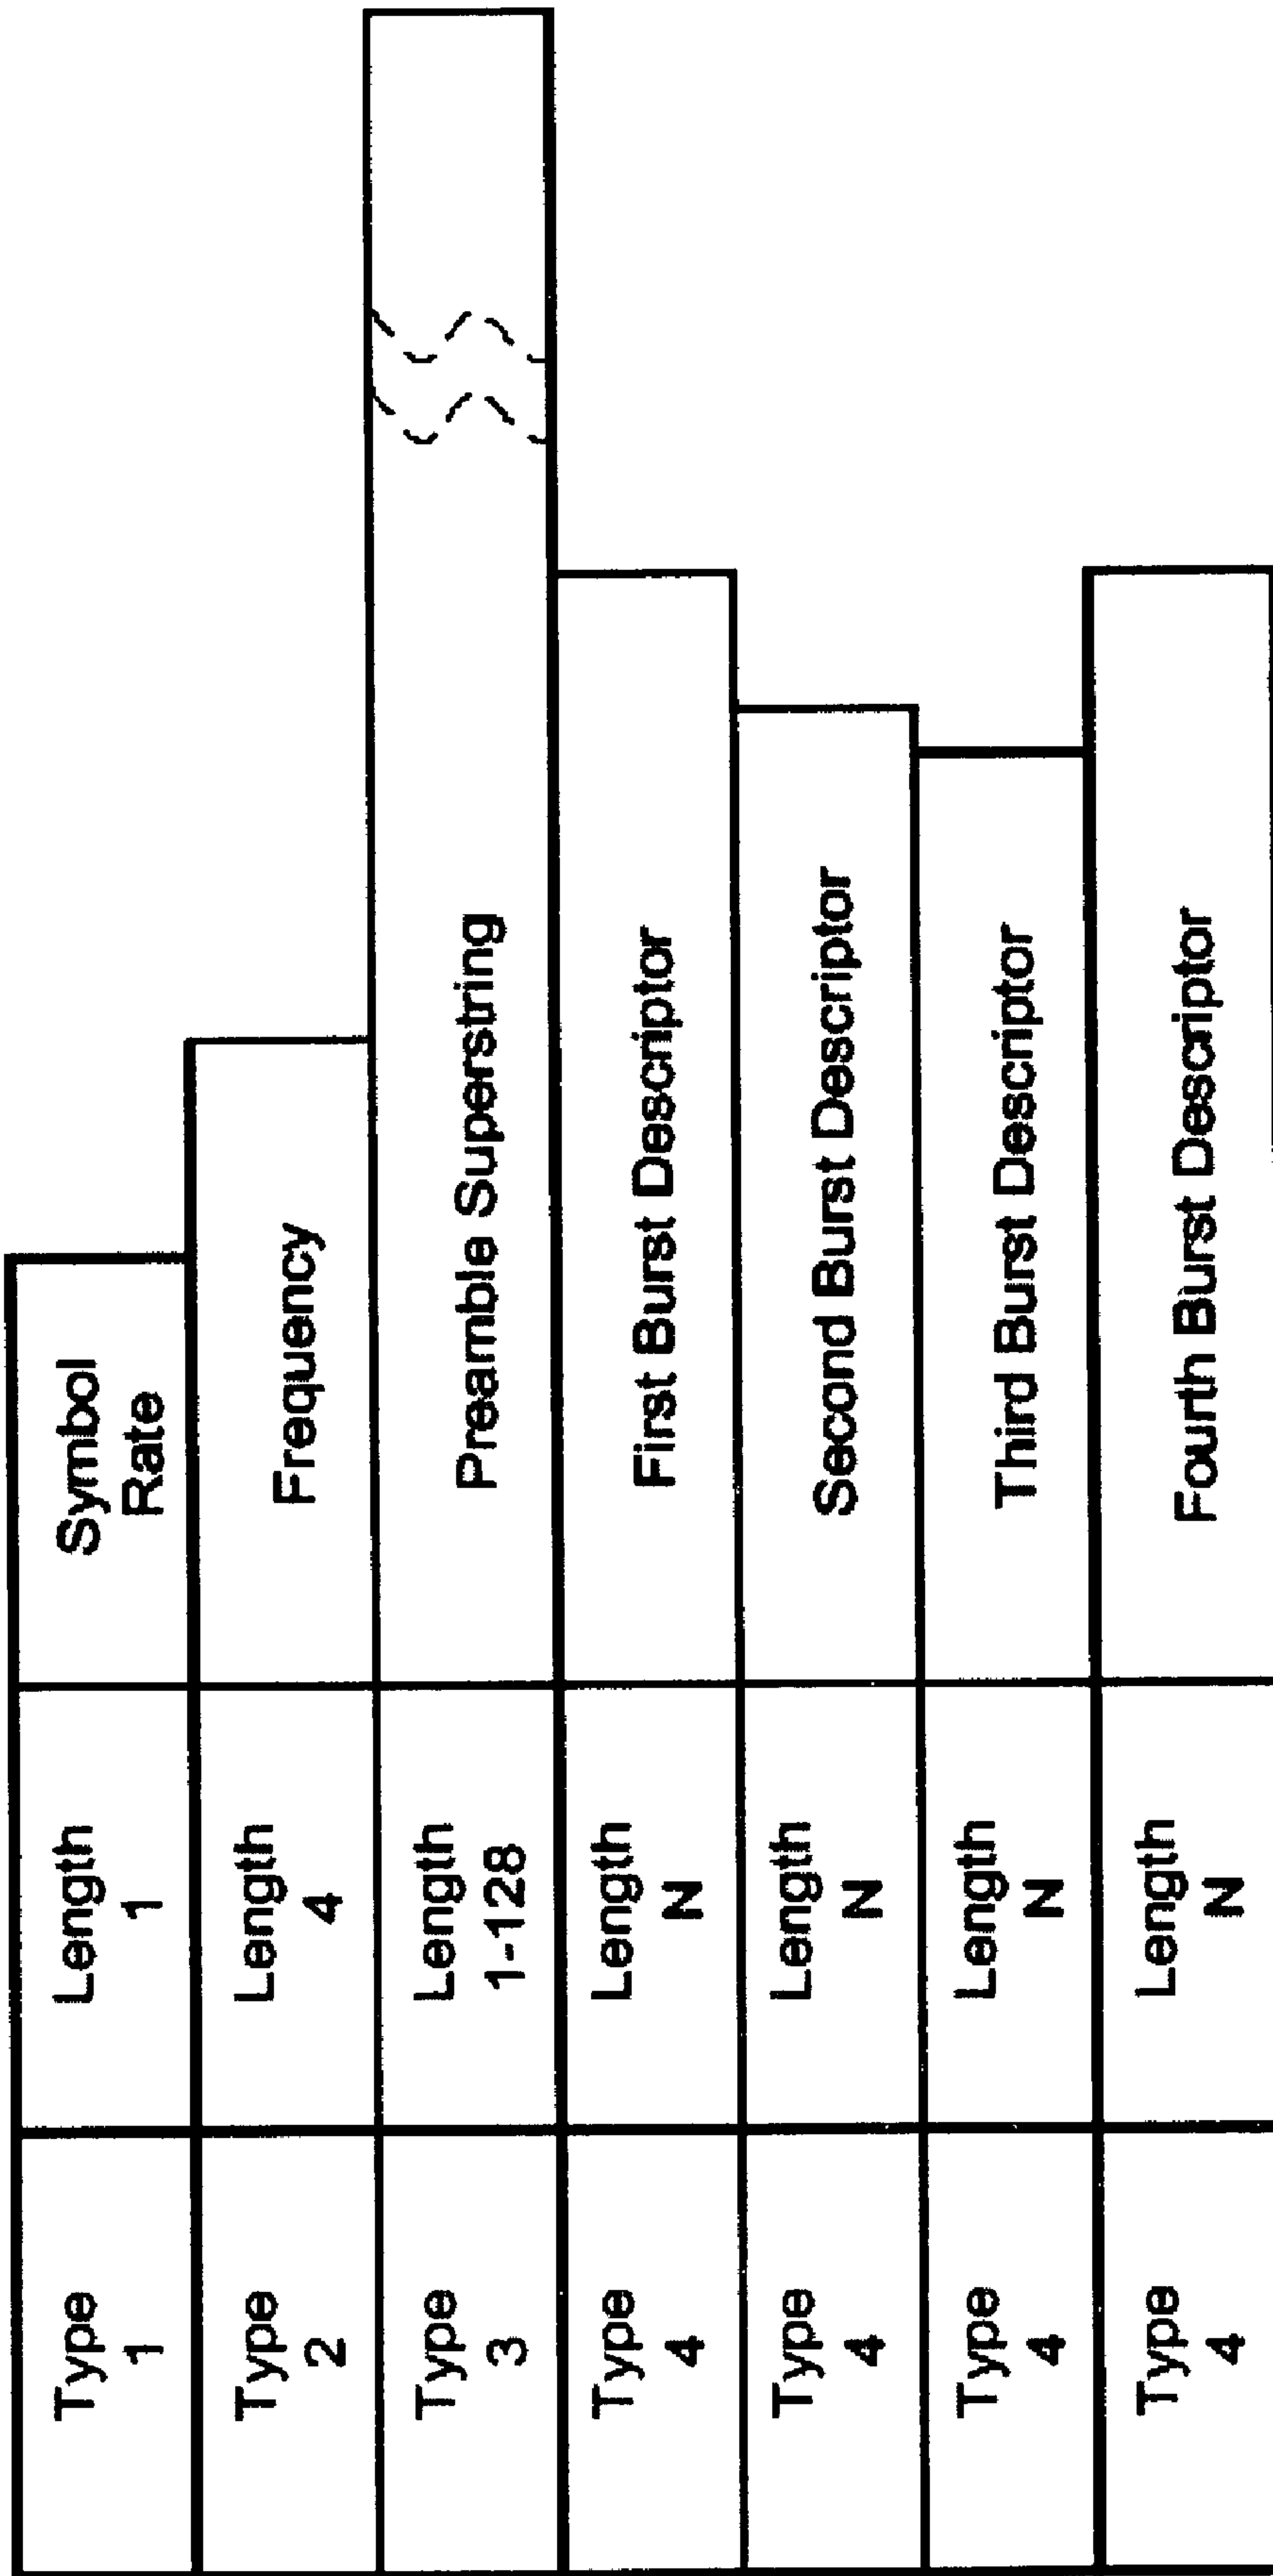 Type
1
Length
1
Symbol
Rate
Type
2
Length
4
Frequency
Type
3
Length
1-128
Preamble Superstring
Type
4
Length
N
First Burst Descriptor
Type
4
Length
N
Second Burst Descriptor
Type
4
Length
N
Third Burst Descriptor
Type
4
Length
N
Fourth Burst Descriptor